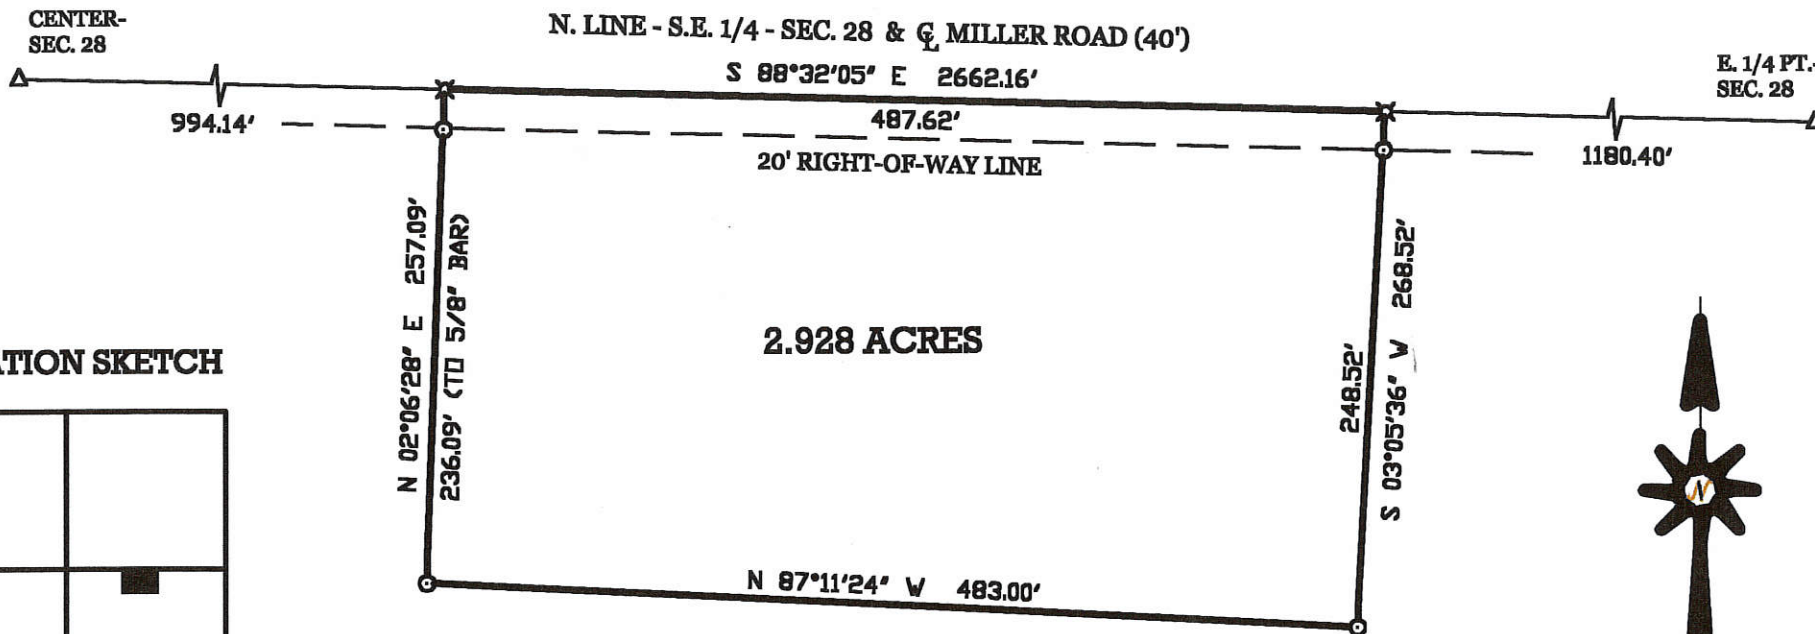 CENTER-
SEC. 28
N. LINE - S.E. 1/4 - SEC. 28 & ℄ MILLER ROAD (40')
S 88°32'05" E 2662.16'
E. 1/4 PT.-
SEC. 28
994.14'
487.62'
20' RIGHT-OF-WAY LINE
1180.40'
N 02°06'28" E 257.09'
236.09' (TO 5/8" BAR)
2.928 ACRES
248.52'
S 03°05'36" W 268.52'
ATION SKETCH
N
N 87°11'24" W 483.00'